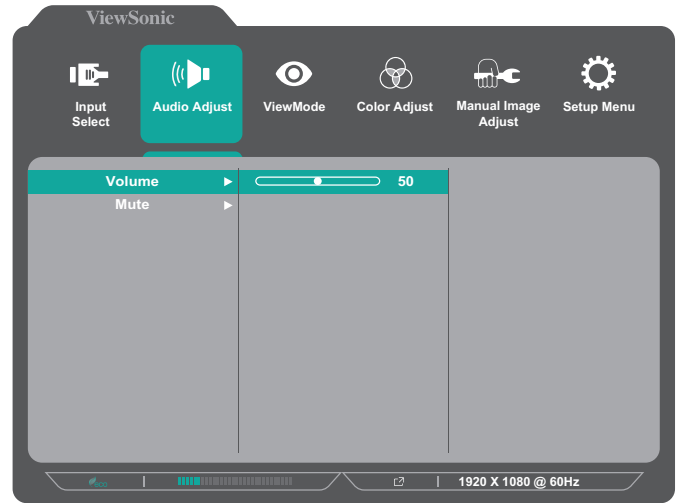 ViewSonic
Input
Select
Audio Adjust
ViewMode
Color Adjust
Manual Image
Adjust
Setup Menu
Volume
50
Mute
eco
1920 X 1080 @ 60Hz